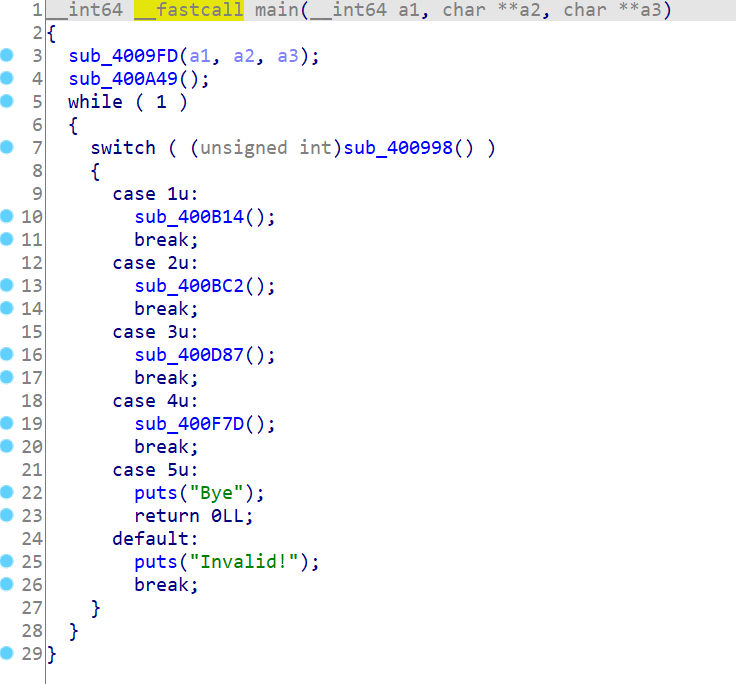 1 __int64 __fastcall main(__int64 a1, char **a2, char **a3)
2 {
3 sub_4009FD(a1, a2, a3);
4 sub_400A49();
5 while ( 1 )
6 {
7 switch ( (unsigned int)sub_400998() )
8 {
9 case 1u:
10 sub_400B14();
11 break;
12 case 2u:
13 sub_400BC2();
14 break;
15 case 3u:
16 sub_400D87();
17 break;
18 case 4u:
19 sub_400F7D();
20 break;
21 case 5u:
22 puts("Bye");
23 return 0LL;
24 default:
25 puts("Invalid!");
26 break;
27 }
28 }
29 }